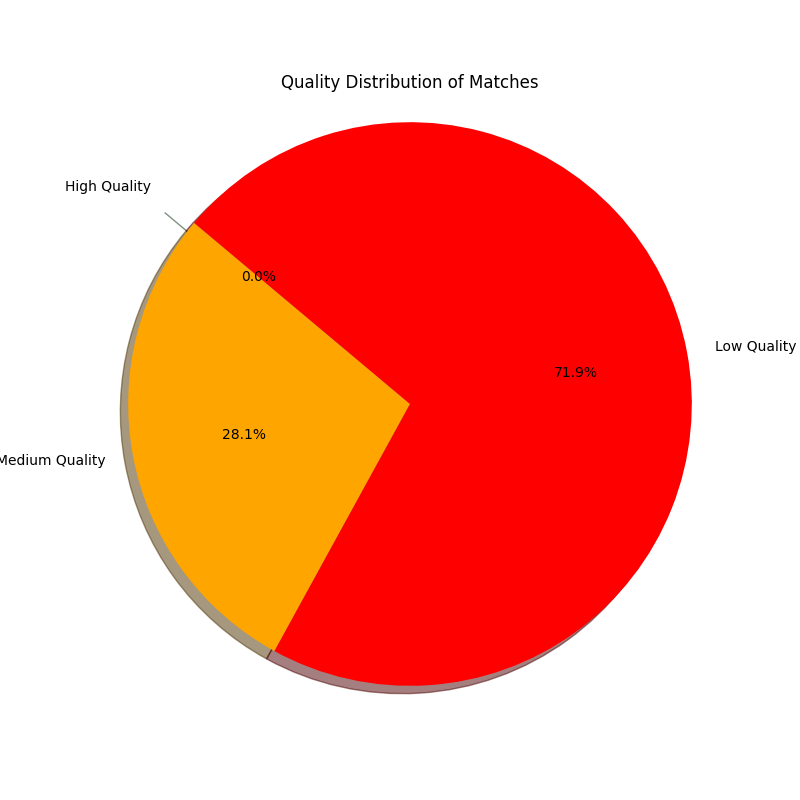 Quality Distribution of Matches
High Quality
0.0%
Low Quality
71.9%
28.1%
Medium Quality